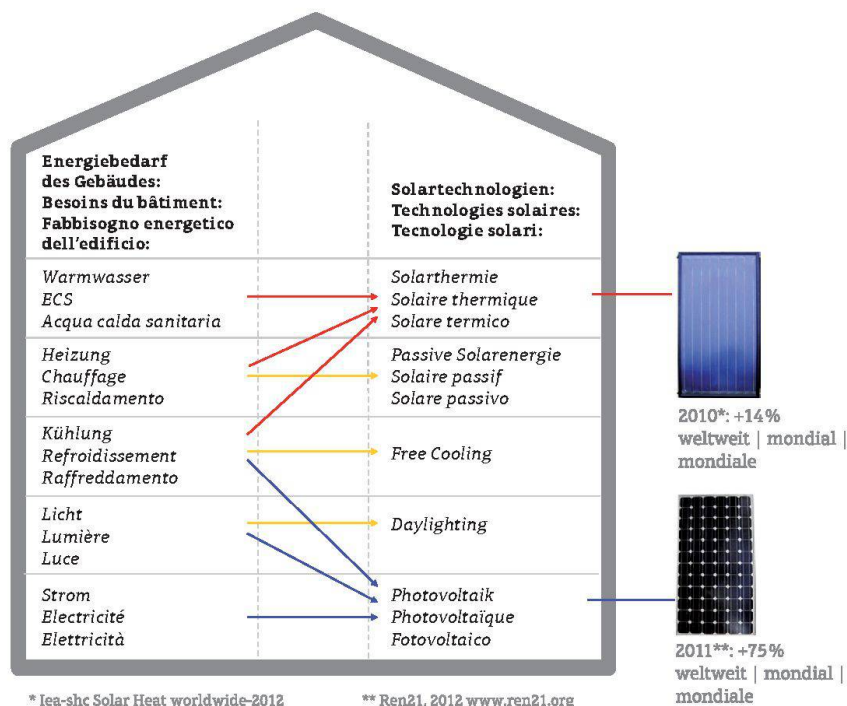 Energiebedarf
des Gebäudes:
Besoins du bâtiment:
Fabbisogno energetico
dell'edificio:
Solartechnologien:
Technologies solaires:
Tecnologie solari:
Warmwasser
ECS
Acqua calda sanitaria
Solarthermie
Solaire thermique
Solare termico
Heizung
Chauffage
Riscaldamento
Passive Solarenergie
Solaire passif
Solare passivo
Kühlung
Refroidissement
Raffreddamento
Free Cooling
Licht
Lumière
Luce
Daylighting
Strom
Electricité
Elettricità
Photovoltaik
Photovoltaïque
Fotovoltaico
2010*: +14%
weltweit | mondial |
mondiale
2011**: +75%
weltweit | mondial |
mondiale
* Iea-shc Solar Heat worldwide-2012
** Ren21, 2012 www.ren21.org